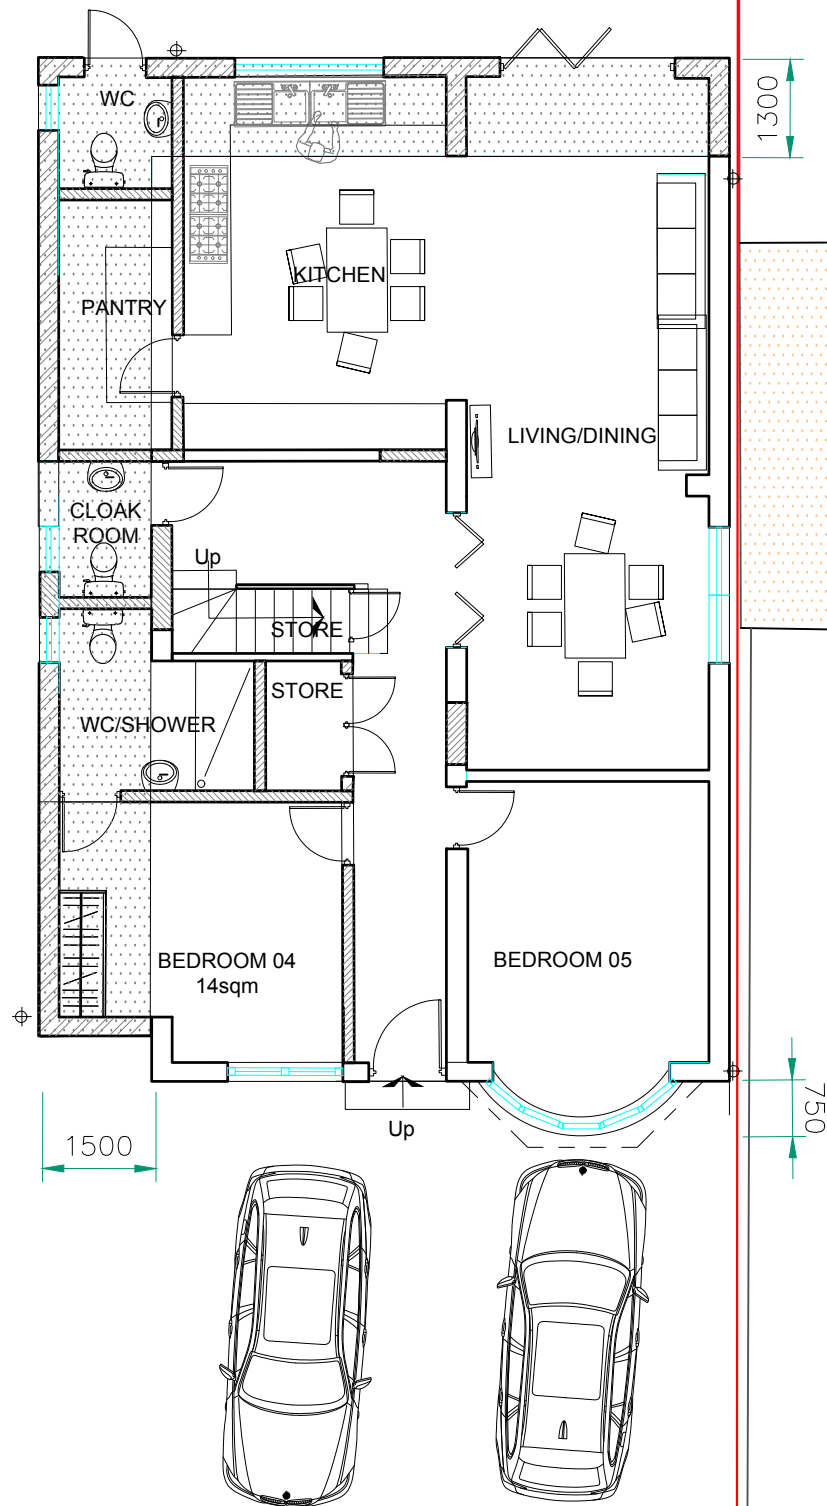 WC
1300
KITCHEN
PANTRY
LIVING/DINING
CLOAK
ROOM
Up
STORE
STORE
WC/SHOWER
BEDROOM 04
14sqm
BEDROOM 05
750
Up
1500